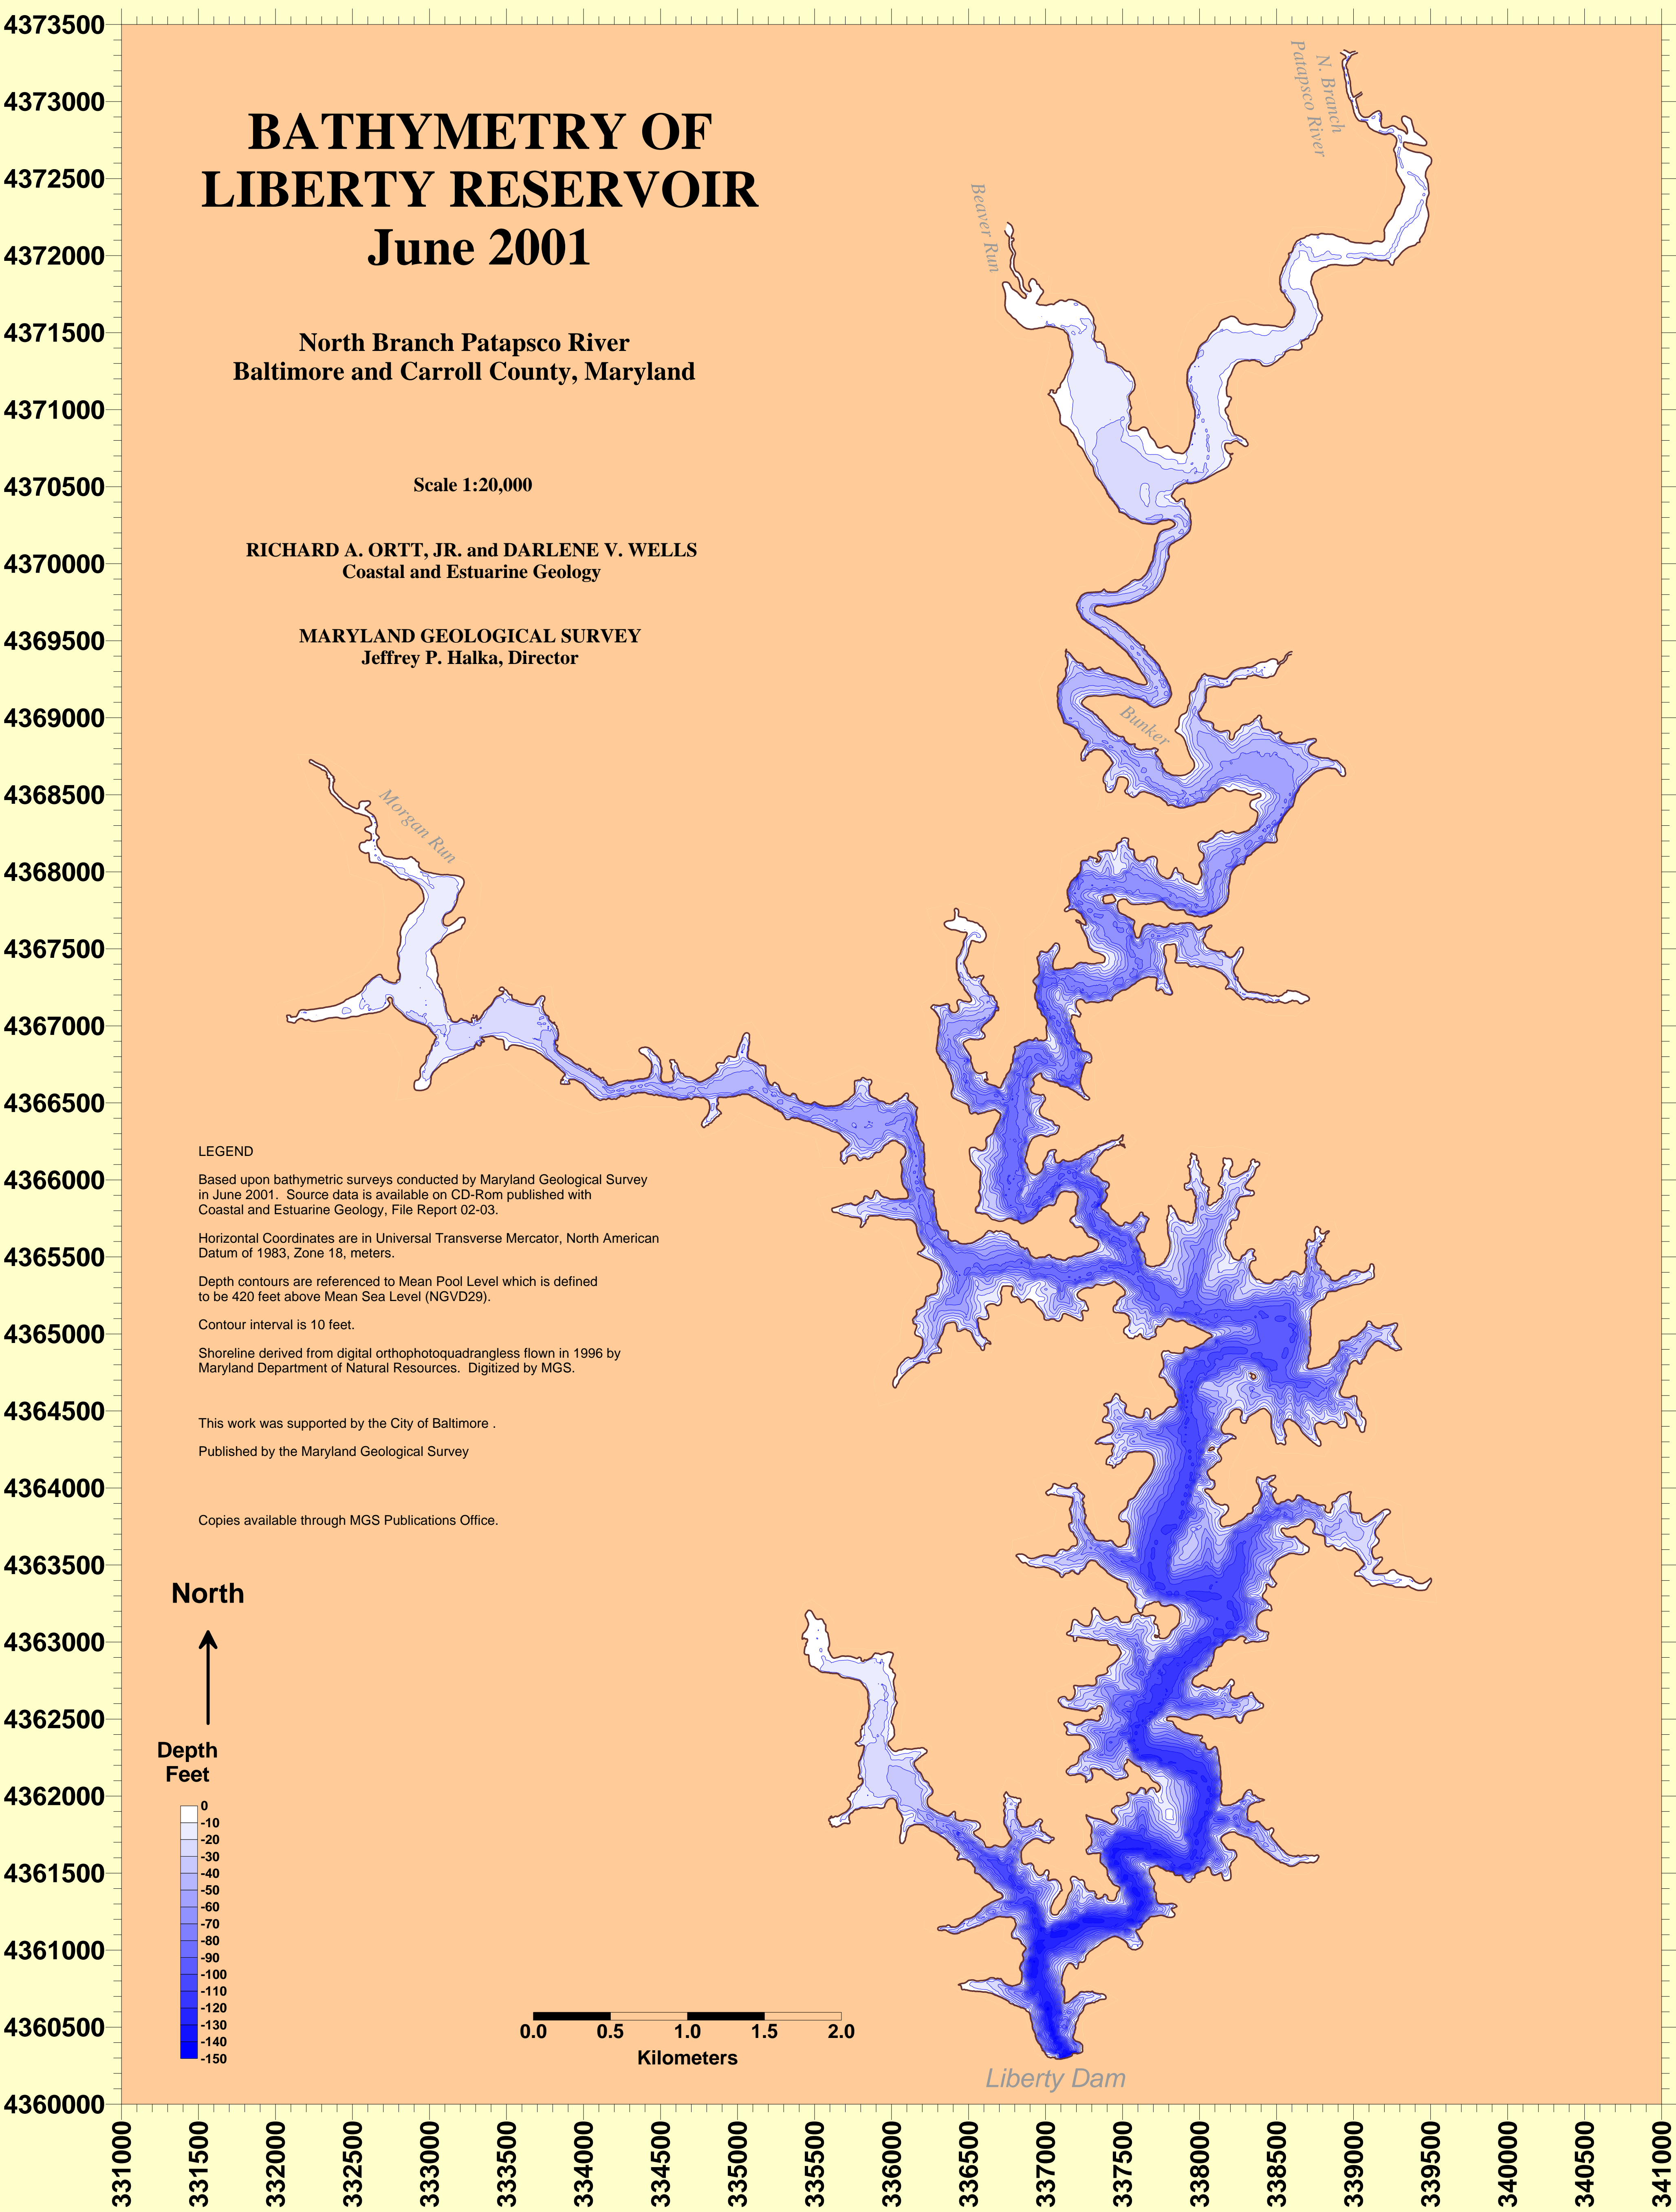 BATHYMETRY OF
LIBERTY RESERVOIR
June 2001
North Branch Patapsco River
Baltimore and Carroll County, Maryland
Scale 1:20,000
RICHARD A. ORTT, JR. and DARLENE V. WELLS
Coastal and Estuarine Geology
MARYLAND GEOLOGICAL SURVEY
Jeffrey P. Halka, Director
N. Branch
Patapsco River
Beaver Run
Bunker
Morgan Run
LEGEND
Based upon bathymetric surveys conducted by Maryland Geological Survey
in June 2001. Source data is available on CD-Rom published with
Coastal and Estuarine Geology, File Report 02-03.
Horizontal Coordinates are in Universal Transverse Mercator, North American
Datum of 1983, Zone 18, meters.
Depth contours are referenced to Mean Pool Level which is defined
to be 420 feet above Mean Sea Level (NGVD29).
Contour interval is 10 feet.
Shoreline derived from digital orthophotoquadrangless flown in 1996 by
Maryland Department of Natural Resources. Digitized by MGS.
This work was supported by the City of Baltimore .
Published by the Maryland Geological Survey
Copies available through MGS Publications Office.
North
Depth
Feet
0
-10
-20
-30
-40
-50
-60
-70
-80
-90
-100
-110
-120
-130
-140
-150
0.0 0.5 1.0 1.5 2.0
Kilometers
Liberty Dam
4373500
4373000
4372500
4372000
4371500
4371000
4370500
4370000
4369500
4369000
4368500
4368000
4367500
4367000
4366500
4366000
4365500
4365000
4364500
4364000
4363500
4363000
4362500
4362000
4361500
4361000
4360500
4360000
331000
331500
332000
332500
333000
333500
334000
334500
335000
335500
336000
336500
337000
337500
338000
338500
339000
339500
340000
340500
341000